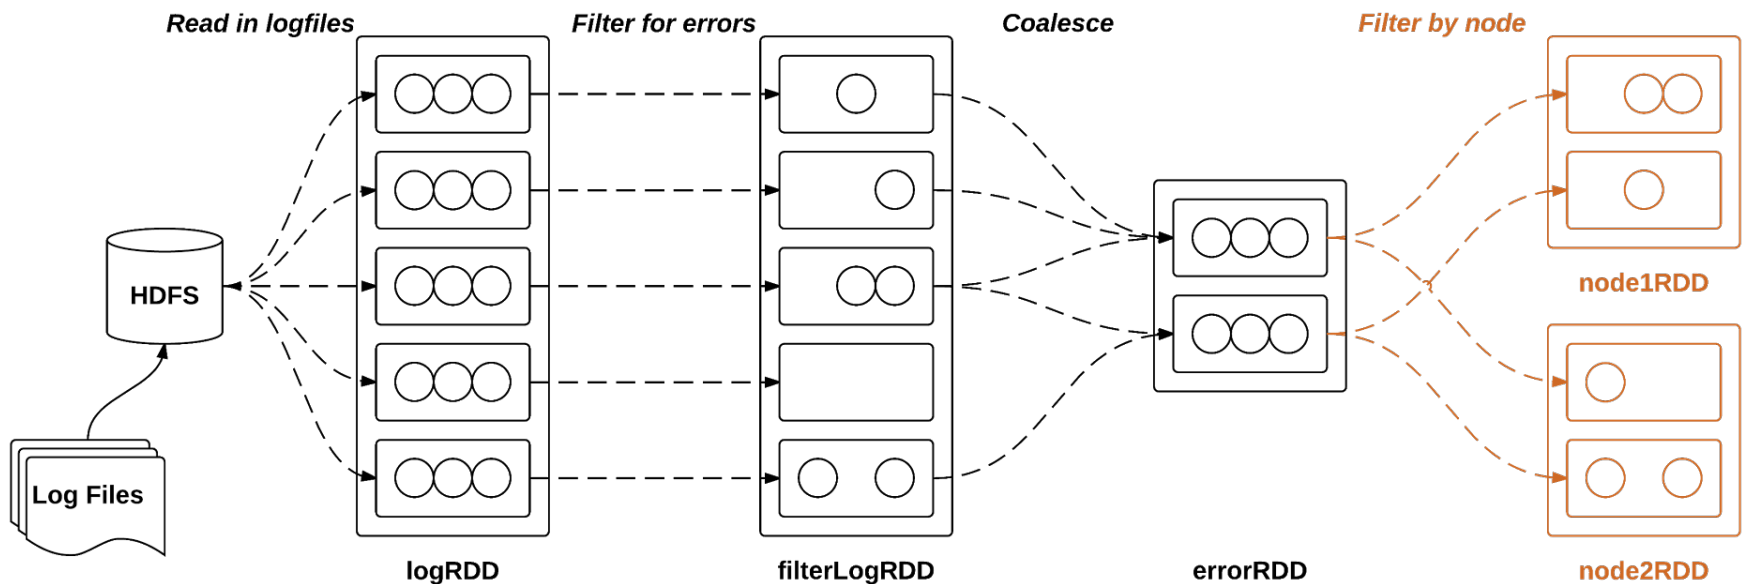 Read in logfiles
Filter for errors
Coalesce
Filter by node
HDFS
Log Files
logRDD
filterLogRDD
errorRDD
node1RDD
node2RDD